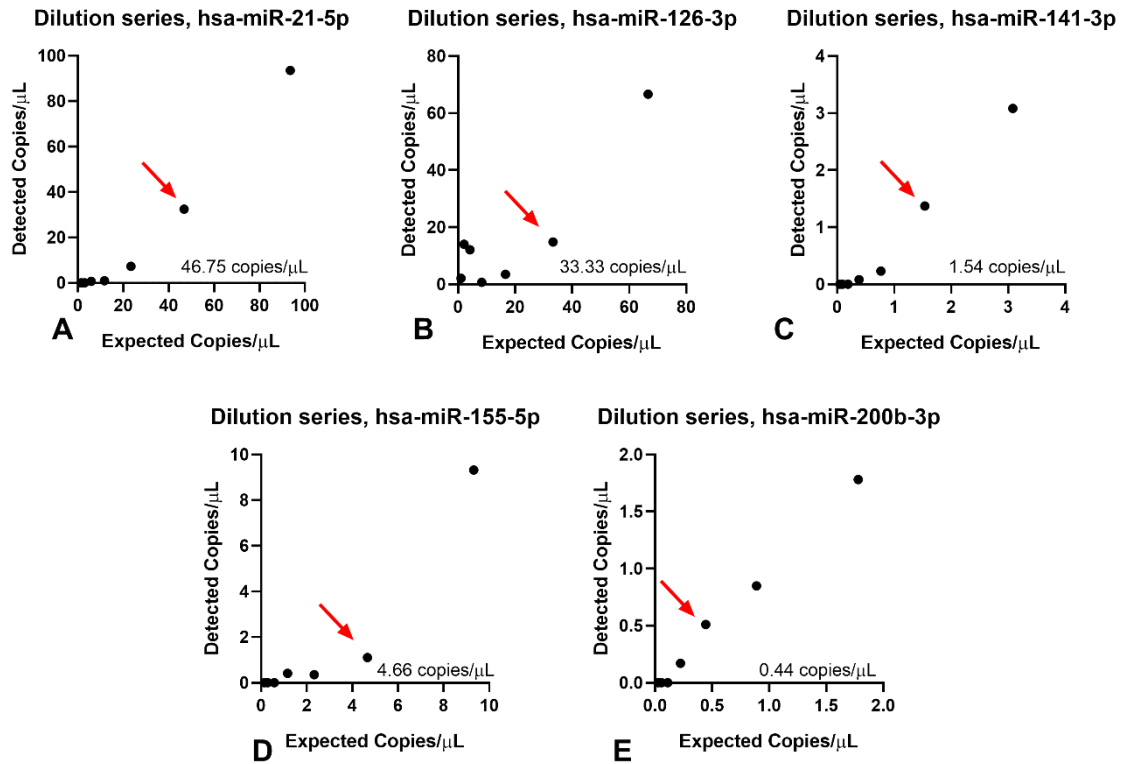 Dilution series, hsa-miR-21-5p
Detected Copies/μL
100
80
60
40
20
0
0 20 40 60 80 100
46.75 copies/μL
Expected Copies/μL
A
Dilution series, hsa-miR-126-3p
Detected Copies/μL
80
60
40
20
0
0 20 40 60 80
33.33 copies/μL
Expected Copies/μL
B
Dilution series, hsa-miR-141-3p
Detected Copies/μL
4
3
2
1
0
0 1 2 3 4
1.54 copies/μL
Expected Copies/μL
C
Dilution series, hsa-miR-155-5p
Detected Copies/μL
10
8
6
4
2
0
0 2 4 6 8 10
4.66 copies/μL
Expected Copies/μL
D
Dilution series, hsa-miR-200b-3p
Detected Copies/μL
2.0
1.5
1.0
0.5
0.0
0.0 0.5 1.0 1.5 2.0
0.44 copies/μL
Expected Copies/μL
E